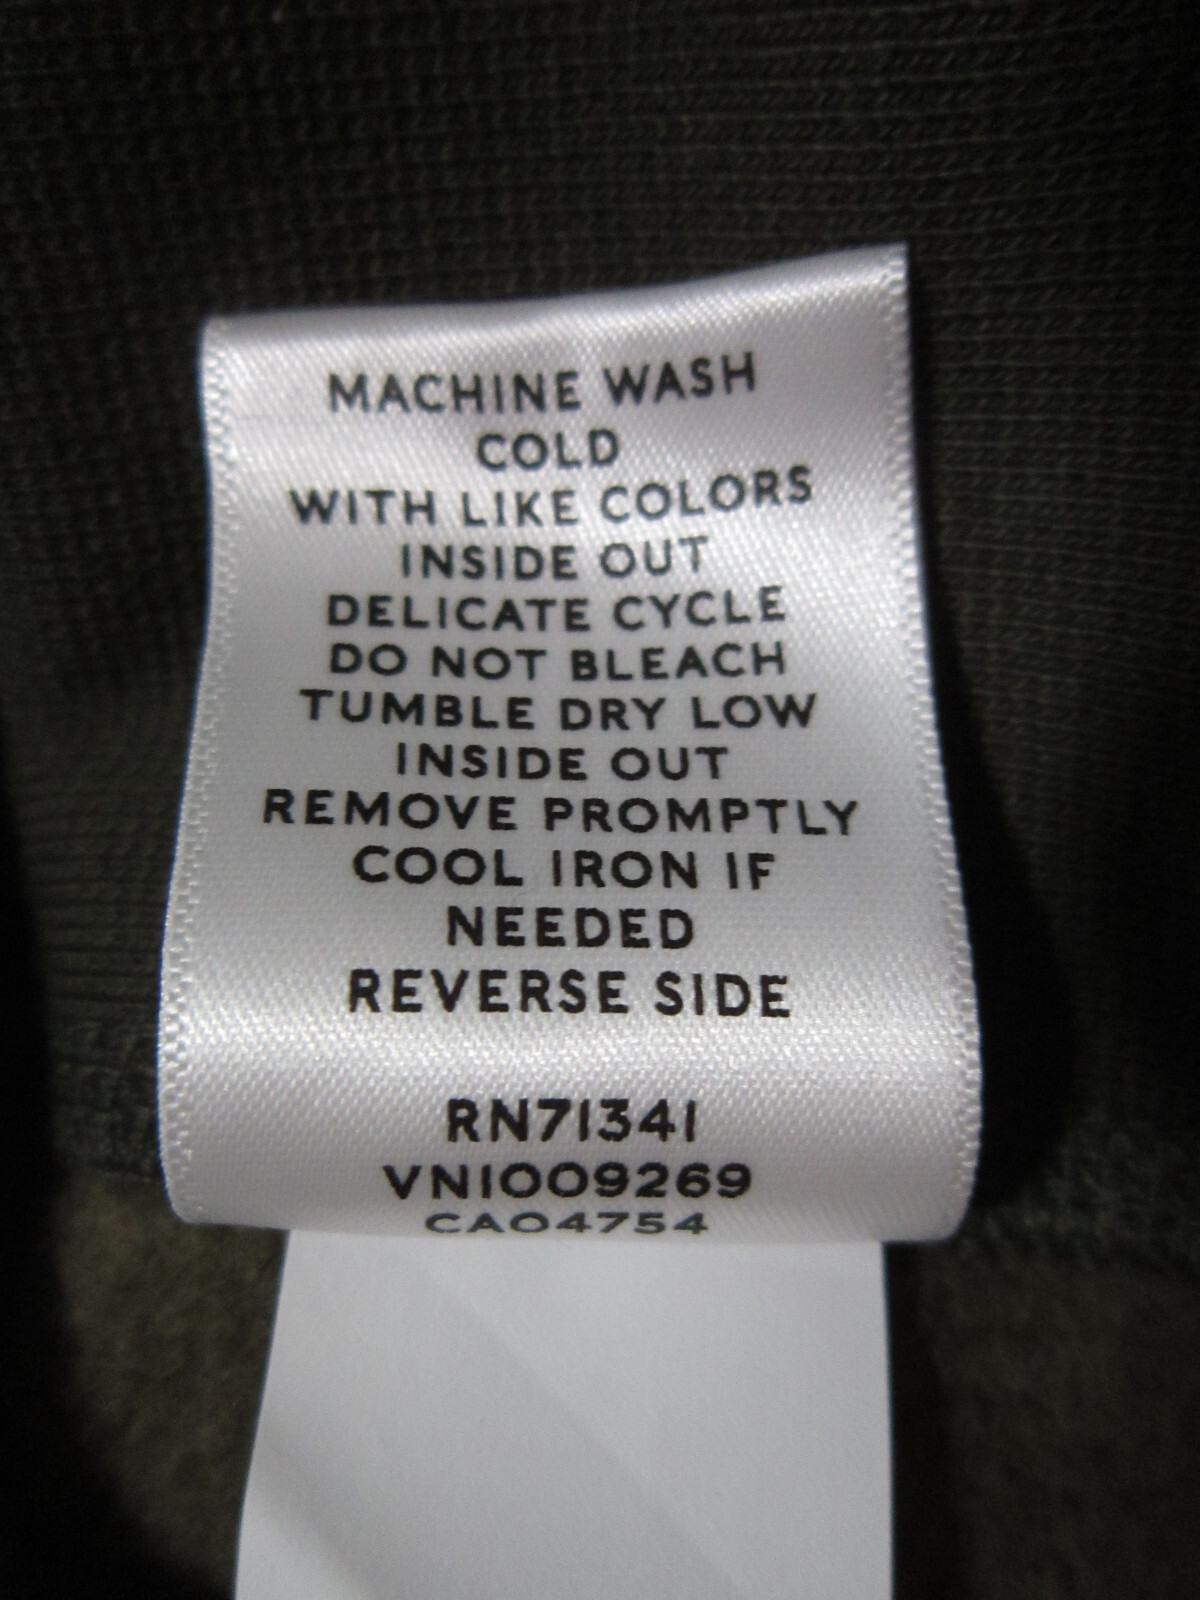 MACHINE WASH
COLD
WITH LIKE COLORS
INSIDE OUT
DELICATE CYCLE
DO NOT BLEACH
TUMBLE DRY LOW
INSIDE OUT
REMOVE PROMPTLY
COOL IRON IF
NEEDED
REVERSE SIDE
RN71341
VN1009269
CA04754